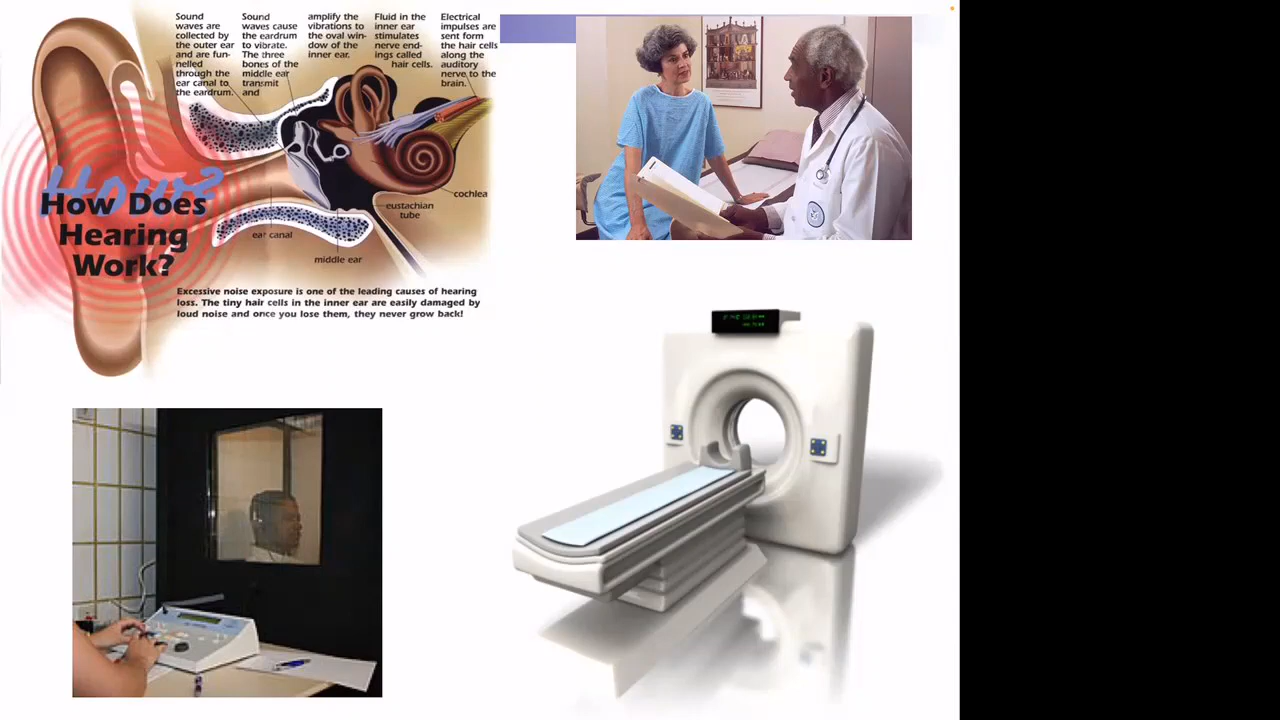 Sound
waves are
collected by
the outer ear
and are fun-
nelled
through the
ear canal to
the eardrum.
Sound
waves cause
the eardrum
to vibrate.
The three
bones of the
middle ear
transmit
and
amplify the
vibrations to
the oval win-
dow of the
inner ear.
Fluid in the
inner ear
stimulates
nerve end-
ings called
hair cells.
Electrical
impulses are
sent form
the hair cells
along the
auditory
nerve to the
brain.
How?
How Does
Hearing
Work?
cochlea
eustachian
tube
ear canal
middle ear
Excessive noise exposure is one of the leading causes of hearing
loss. The tiny hair cells in the inner ear are easily damaged by
loud noise and once you lose them, they never grow back!